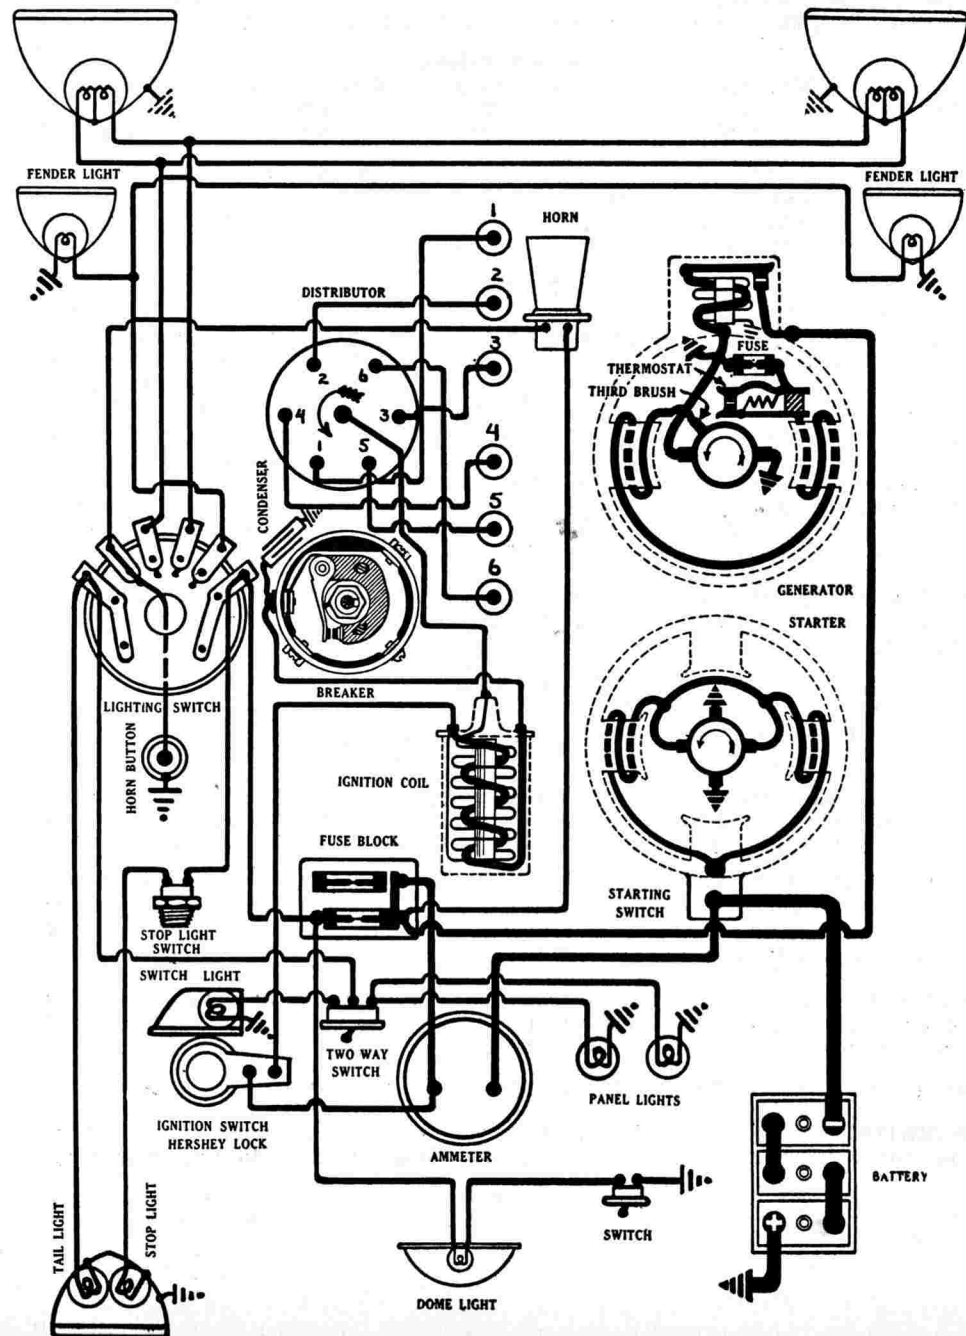 FENDER LIGHT
FENDER LIGHT
1
HORN
2
DISTRIBUTOR
3
FUSE
THERMOSTAT
THIRD BRUSH
2
6
4
3
1
5
4
CONDENSER
5
6
GENERATOR
STARTER
BREAKER
LIGHTING SWITCH
HORN BUTTON
IGNITION COIL
FUSE BLOCK
STARTING
SWITCH
STOP LIGHT
SWITCH
SWITCH LIGHT
TWO WAY
SWITCH
PANEL LIGHTS
IGNITION SWITCH
HERSHEY LOCK
AMMETER
BATTERY
TAIL LIGHT
STOP LIGHT
SWITCH
DOME LIGHT